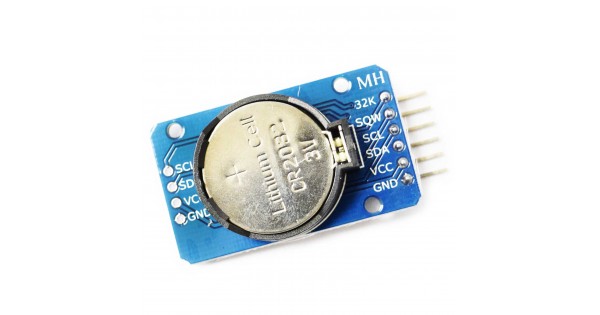 MH
32K
SQW
SCL
SDA
VCC
GND
SCL
SD
VC
GND
+
Lithium Cell
CR2032
3V